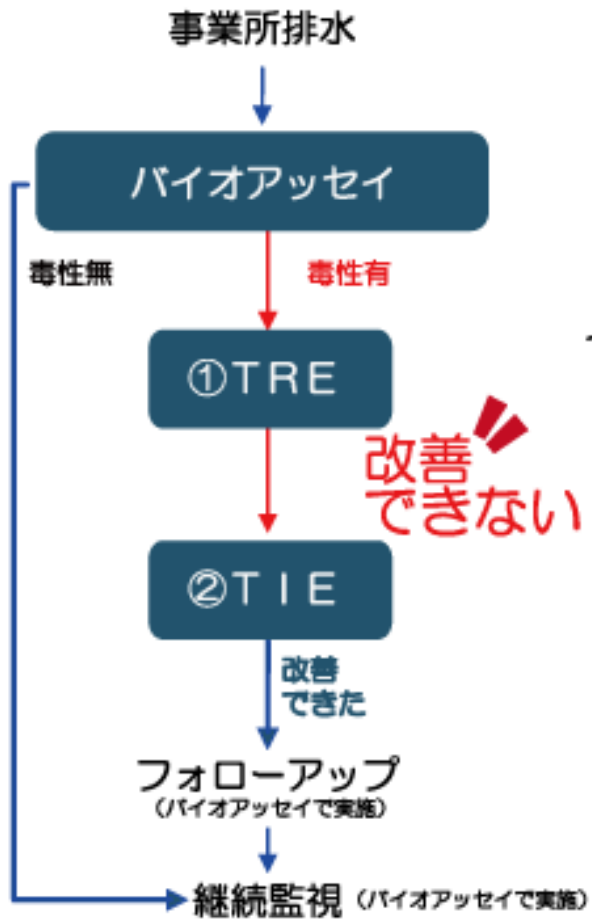 事業所排水
バイオアッセイ
毒性無
毒性有
①TRE
改善
できない
②TIE
改善
できた
フォローアップ
(バイオアッセイで実施)
継続監視 (バイオアッセイで実施)